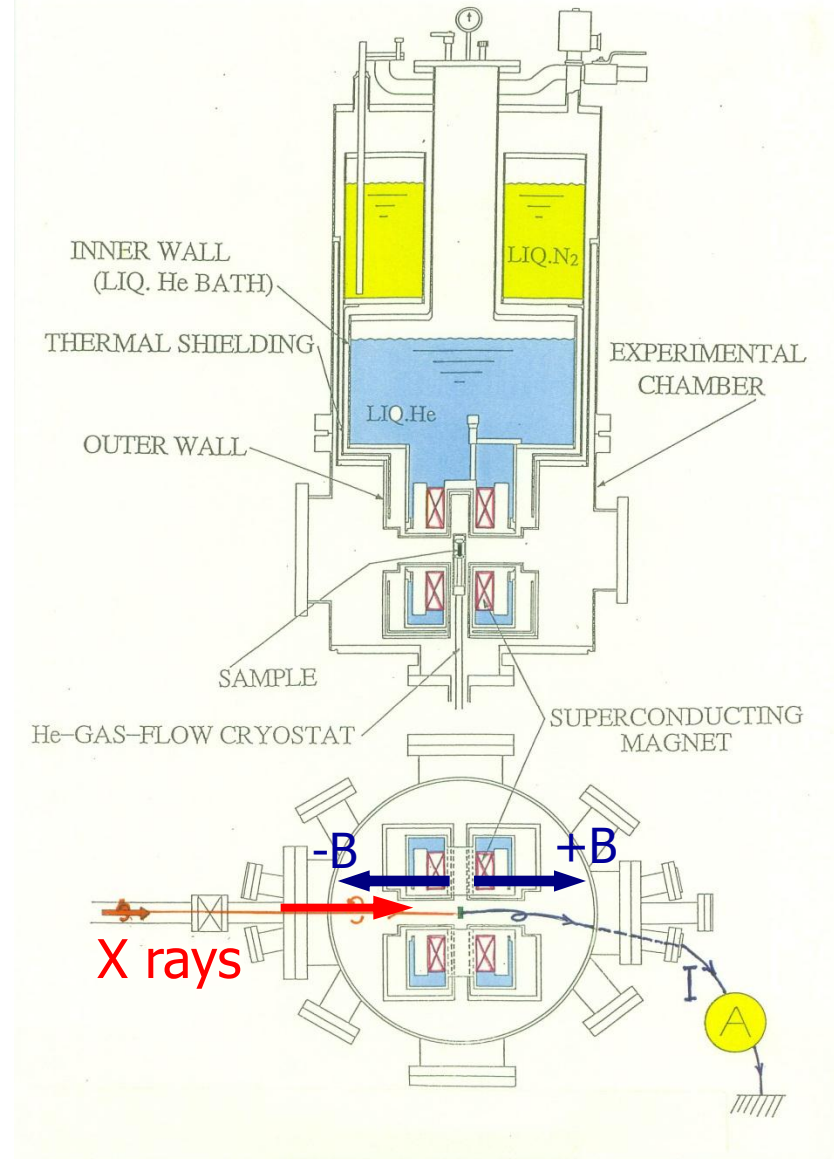 LIQ.N₂
INNER WALL
(LIQ. He BATH)
THERMAL SHIELDING
EXPERIMENTAL
CHAMBER
LIQ.He
OUTER WALL
SAMPLE
He-GAS-FLOW CRYOSTAT
SUPERCONDUCTING
MAGNET
-B
+B
X rays
I
A